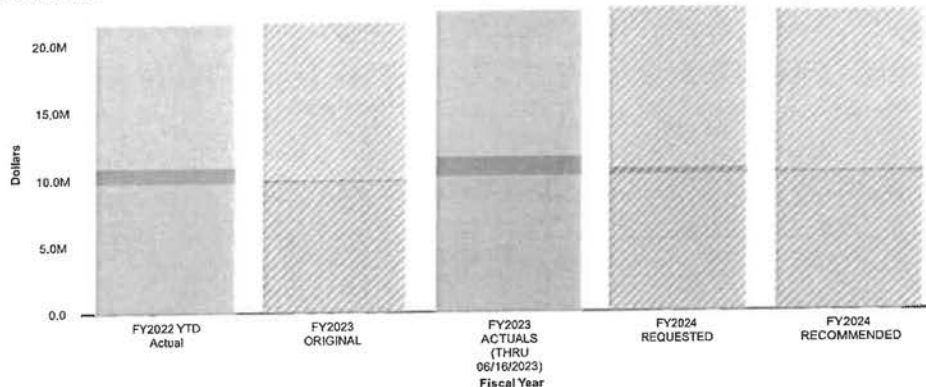 20.0M
15.0M
10.0M
5.0M
0.0
Dollars
FY2022 YTD
Actual
FY2023
ORIGINAL
FY2023
ACTUALS
(THRU
06/16/2023)
FY2024
REQUESTED
FY2024
RECOMMENDED
Fiscal Year